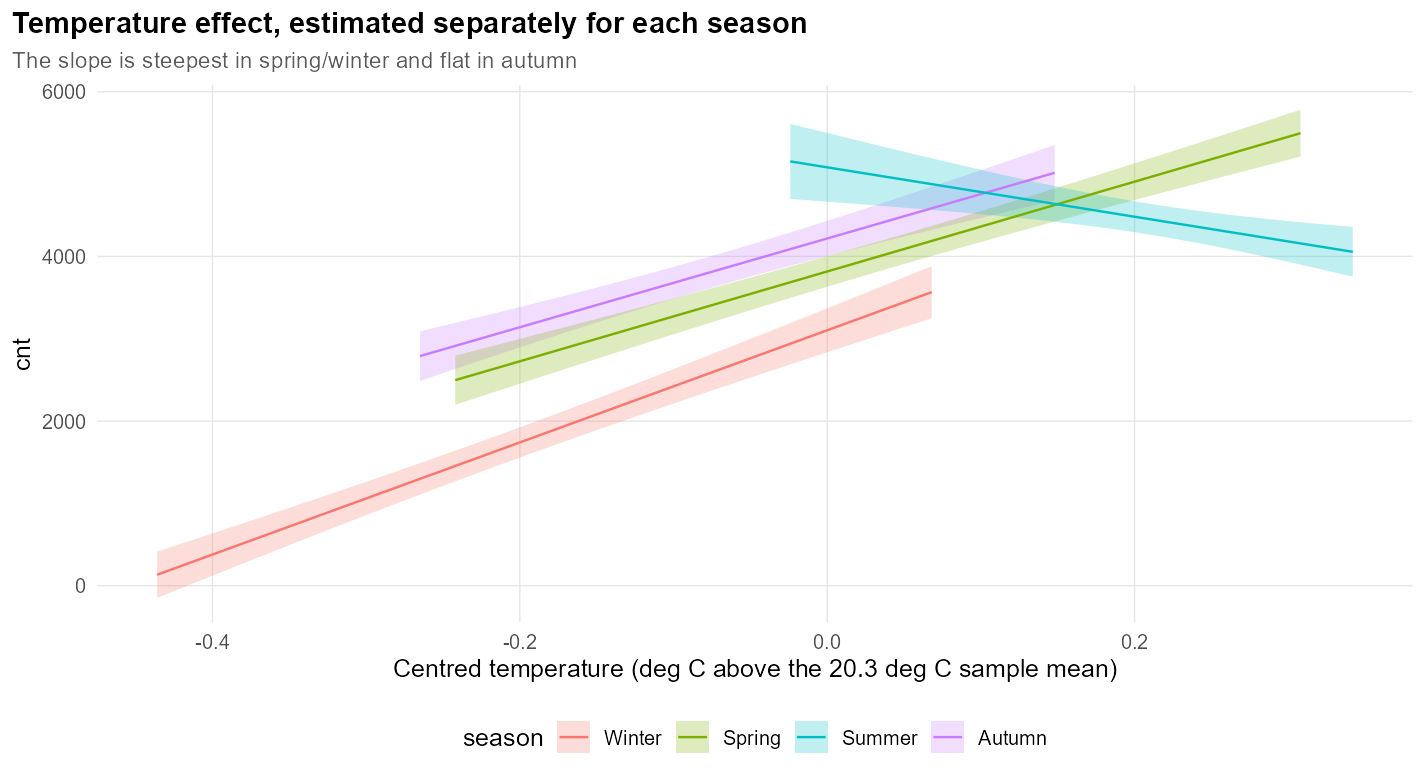 Temperature effect, estimated separately for each season
The slope is steepest in spring/winter and flat in autumn
6000
4000
2000
0
cnt
-0.4 -0.2 0.0 0.2
Centred temperature (deg C above the 20.3 deg C sample mean)
season Winter Spring Summer Autumn